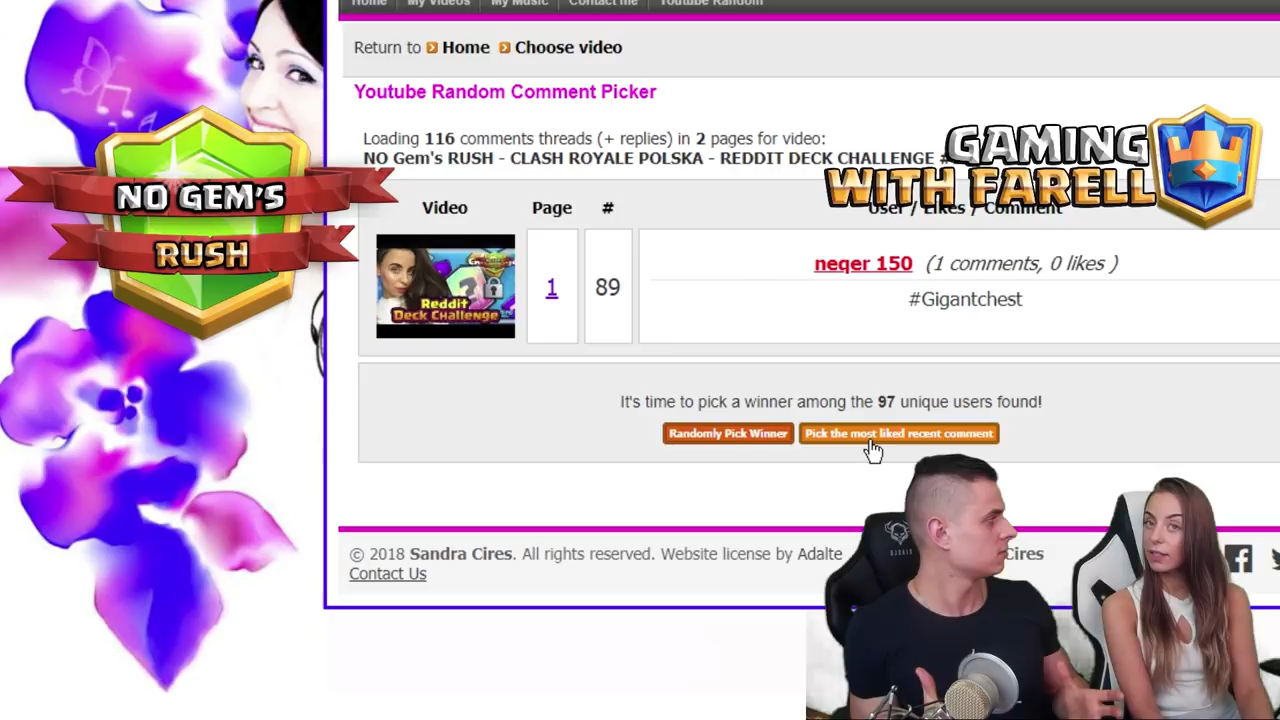 Home My Videos My Music Contact me Youtube Random
Return to Home Choose video
Youtube Random Comment Picker
Loading 116 comments threads (+ replies) in 2 pages for video:
NO Gem's RUSH - CLASH ROYALE POLSKA - REDDIT DECK CHALLENGE #
GAMING
WITH FARELL
NO GEM'S
RUSH
Video Page # User / Likes / Comment
Reddit
Deck Challenge
1 89
neqer 150 (1 comments, 0 likes )
#Gigantchest
It's time to pick a winner among the 97 unique users found!
Randomly Pick Winner Pick the most liked recent comment
© 2018 Sandra Cires. All rights reserved. Website license by Adalte
Cires
Contact Us